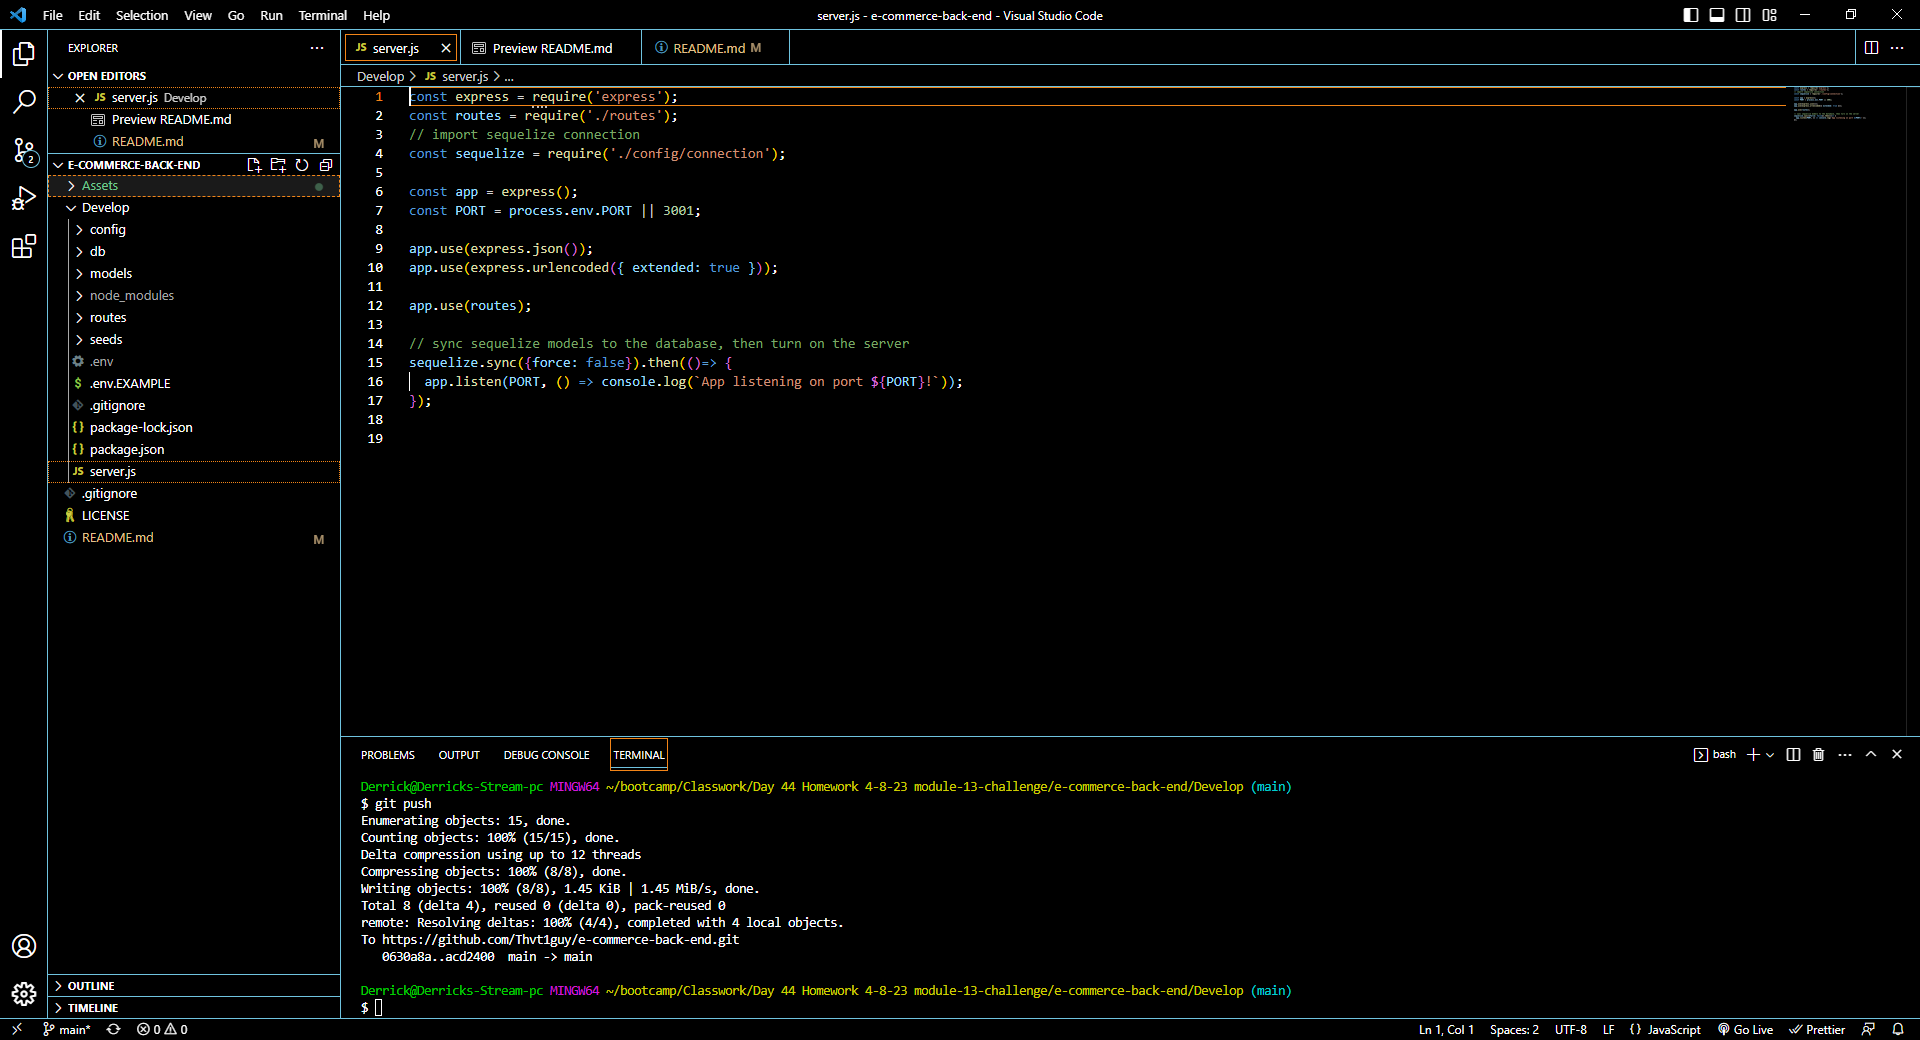 File Edit Selection View Go Run Terminal Help
server.js - e-commerce-back-end - Visual Studio Code
EXPLORER
OPEN EDITORS
JS server.js Develop
Preview README.md
README.md M
E-COMMERCE-BACK-END
Assets
Develop
config
db
models
node_modules
routes
seeds
.env
$ .env.EXAMPLE
.gitignore
{} package-lock.json
{} package.json
JS server.js
.gitignore
LICENSE
README.md M
OUTLINE
TIMELINE
2
JS server.js
Preview README.md
README.md M
Develop > JS server.js > ...
1 const express = require('express');
2 const routes = require('./routes');
3 // import sequelize connection
4 const sequelize = require('./config/connection');
5
6 const app = express();
7 const PORT = process.env.PORT || 3001;
8
9 app.use(express.json());
10 app.use(express.urlencoded({ extended: true }));
11
12 app.use(routes);
13
14 // sync sequelize models to the database, then turn on the server
15 sequelize.sync({force: false}).then(()=> {
16 app.listen(PORT, () => console.log(`App listening on port ${PORT}!`));
17 });
18
19
PROBLEMS OUTPUT DEBUG CONSOLE TERMINAL
bash
Derrick@Derricks-Stream-pc MINGW64 ~/bootcamp/Classwork/Day 44 Homework 4-8-23 module-13-challenge/e-commerce-back-end/Develop (main)
$ git push
Enumerating objects: 15, done.
Counting objects: 100% (15/15), done.
Delta compression using up to 12 threads
Compressing objects: 100% (8/8), done.
Writing objects: 100% (8/8), 1.45 KiB | 1.45 MiB/s, done.
Total 8 (delta 4), reused 0 (delta 0), pack-reused 0
remote: Resolving deltas: 100% (4/4), completed with 4 local objects.
To https://github.com/Thvt1guy/e-commerce-back-end.git
0630a8a..acd2400 main -> main
Derrick@Derricks-Stream-pc MINGW64 ~/bootcamp/Classwork/Day 44 Homework 4-8-23 module-13-challenge/e-commerce-back-end/Develop (main)
$
main* 0 0
Ln 1, Col 1 Spaces: 2 UTF-8 LF {} JavaScript Go Live Prettier